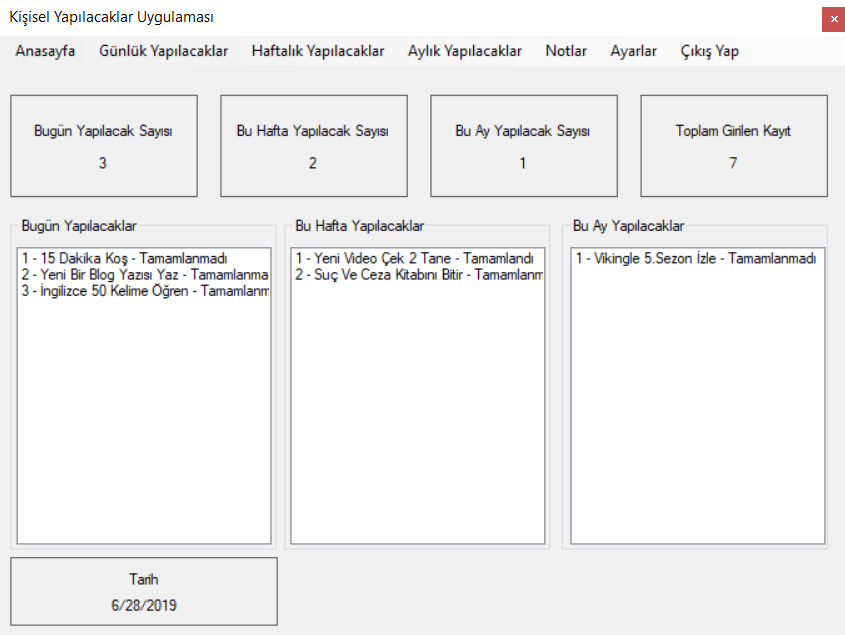 Kişisel Yapılacaklar Uygulaması
Anasayfa Günlük Yapılacaklar Haftalık Yapılacaklar Aylık Yapılacaklar Notlar Ayarlar Çıkış Yap
Bugün Yapılacak Sayısı
3
Bu Hafta Yapılacak Sayısı
2
Bu Ay Yapılacak Sayısı
1
Toplam Girilen Kayıt
7
Bugün Yapılacaklar
1 - 15 Dakika Koş - Tamamlanmadı
2 - Yeni Bir Blog Yazısı Yaz - Tamamlanma
3 - İngilizce 50 Kelime Öğren - Tamamlanm
Bu Hafta Yapılacaklar
1 - Yeni Video Çek 2 Tane - Tamamlandı
2 - Suç Ve Ceza Kitabını Bitir - Tamamlanm
Bu Ay Yapılacaklar
1 - Vikingle 5.Sezon İzle - Tamamlanmadı
Tarih
6/28/2019